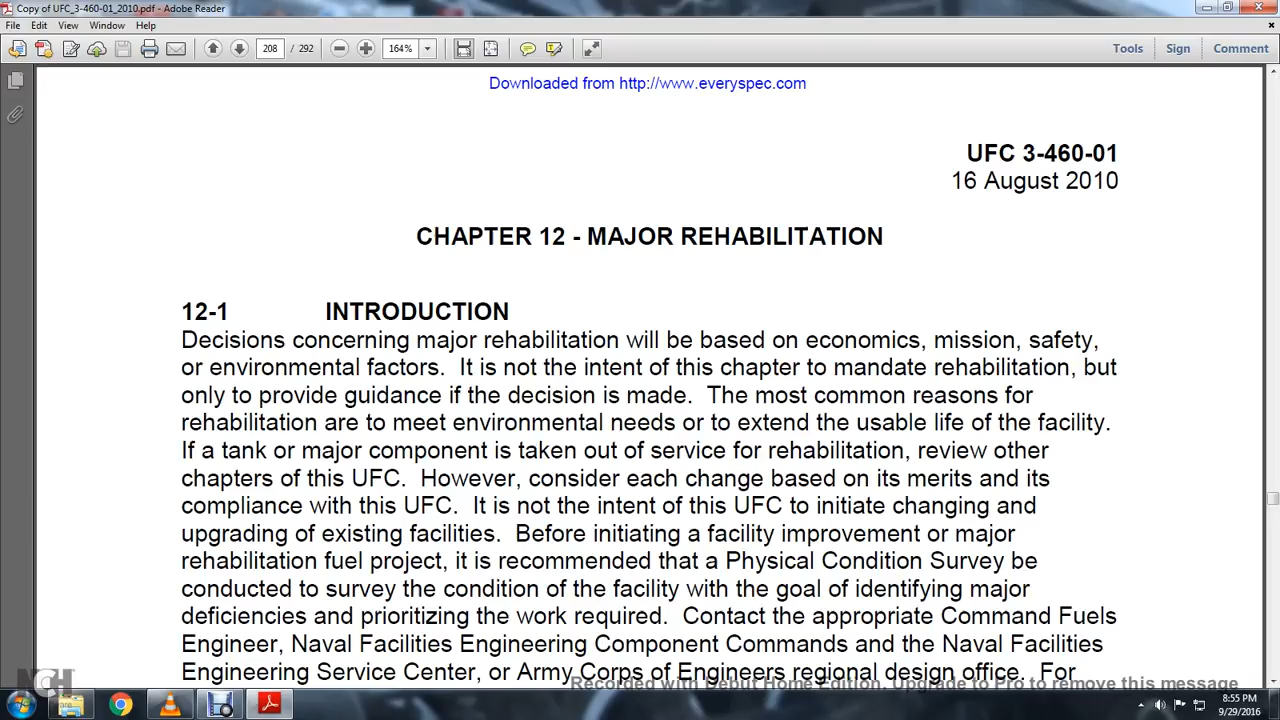 Copy of UFC_3-460-01_2010.pdf - Adobe Reader
File Edit View Window Help
208 / 292 164% Tools Sign Comment
Downloaded from http://www.everyspec.com
UFC 3-460-01
16 August 2010
CHAPTER 12 - MAJOR REHABILITATION
12-1 INTRODUCTION
Decisions concerning major rehabilitation will be based on economics, mission, safety,
or environmental factors. It is not the intent of this chapter to mandate rehabilitation, but
only to provide guidance if the decision is made. The most common reasons for
rehabilitation are to meet environmental needs or to extend the usable life of the facility.
If a tank or major component is taken out of service for rehabilitation, review other
chapters of this UFC. However, consider each change based on its merits and its
compliance with this UFC. It is not the intent of this UFC to initiate changing and
upgrading of existing facilities. Before initiating a facility improvement or major
rehabilitation fuel project, it is recommended that a Physical Condition Survey be
conducted to survey the condition of the facility with the goal of identifying major
deficiencies and prioritizing the work required. Contact the appropriate Command Fuels
Engineer, Naval Facilities Engineering Component Commands and the Naval Facilities
Engineering Service Center, or Army Corps of Engineers regional design office. For
NCH
Recorded with Debut Home Edition. Upgrade to Pro to remove this message
8:55 PM
9/29/2016